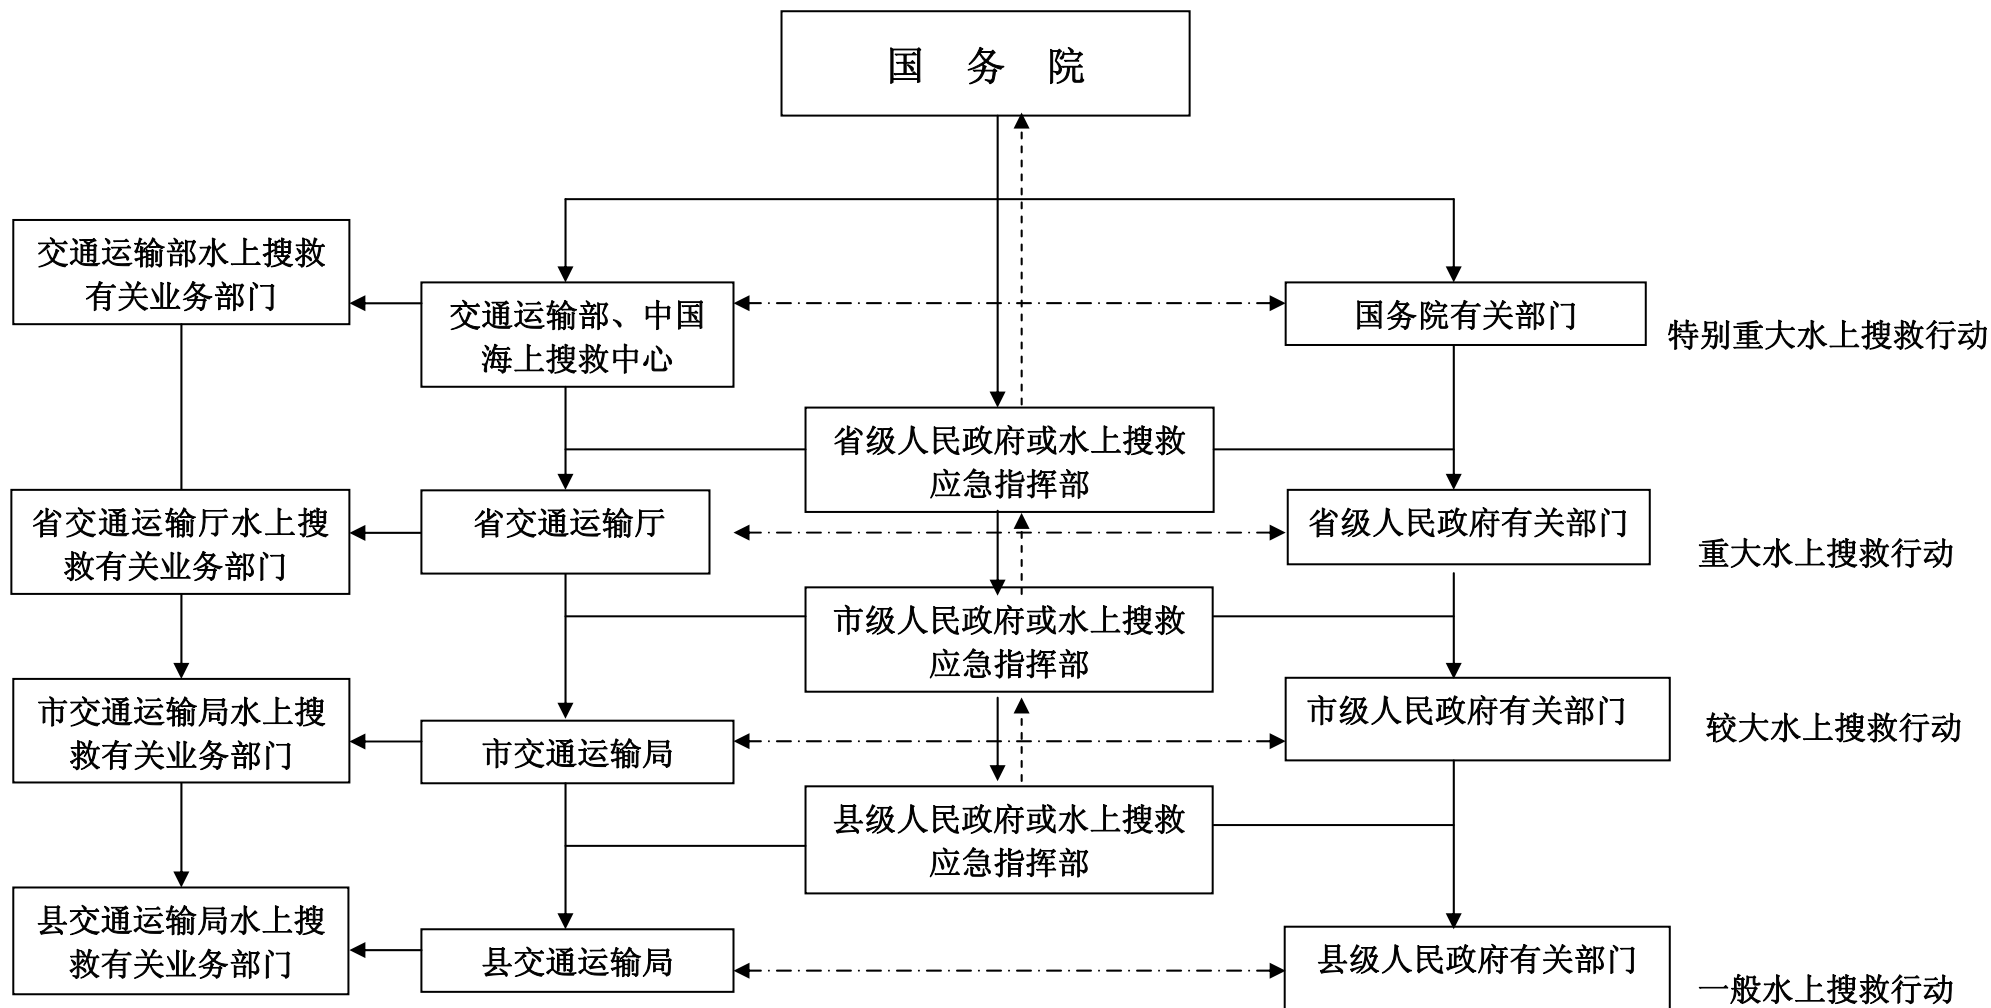 国 务 院
交通运输部水上搜救
有关业务部门
交通运输部、中国
海上搜救中心
国务院有关部门
特别重大水上搜救行动
省级人民政府或水上搜救
应急指挥部
省交通运输厅水上搜
救有关业务部门
省交通运输厅
省级人民政府有关部门
重大水上搜救行动
市级人民政府或水上搜救
应急指挥部
市交通运输局水上搜
救有关业务部门
市交通运输局
市级人民政府有关部门
较大水上搜救行动
县级人民政府或水上搜救
应急指挥部
县交通运输局水上搜
救有关业务部门
县交通运输局
县级人民政府有关部门
一般水上搜救行动